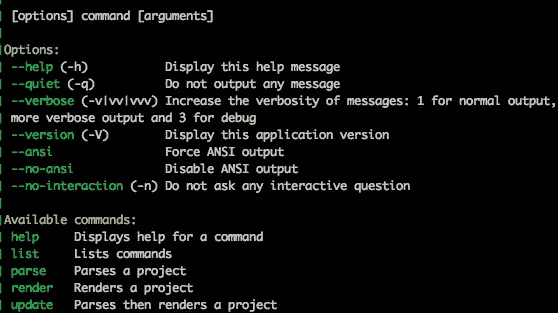 [options] command [arguments]
Options:
--help (-h) Display this help message
--quiet (-q) Do not output any message
--verbose (-v|vv|vvv) Increase the verbosity of messages: 1 for normal output,
more verbose output and 3 for debug
--version (-V) Display this application version
--ansi Force ANSI output
--no-ansi Disable ANSI output
--no-interaction (-n) Do not ask any interactive question
Available commands:
help Displays help for a command
list Lists commands
parse Parses a project
render Renders a project
update Parses then renders a project